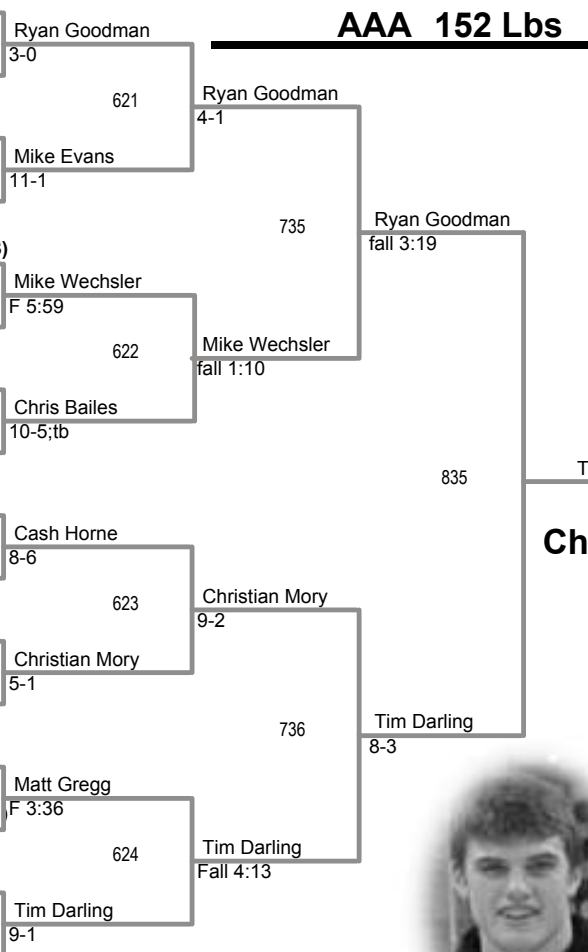 AAA 152 Lbs
Ryan Goodman
3-0
621
Ryan Goodman
4-1
Mike Evans
11-1
735
Ryan Goodman
fall 3:19
)
Mike Wechsler
F 5:59
622
Mike Wechsler
fall 1:10
Chris Bailes
10-5;tb
835
T
Ch
Cash Horne
8-6
623
Christian Mory
9-2
Christian Mory
5-1
736
Tim Darling
8-3
Matt Gregg
)F 3:36
624
Tim Darling
Fall 4:13
Tim Darling
9-1